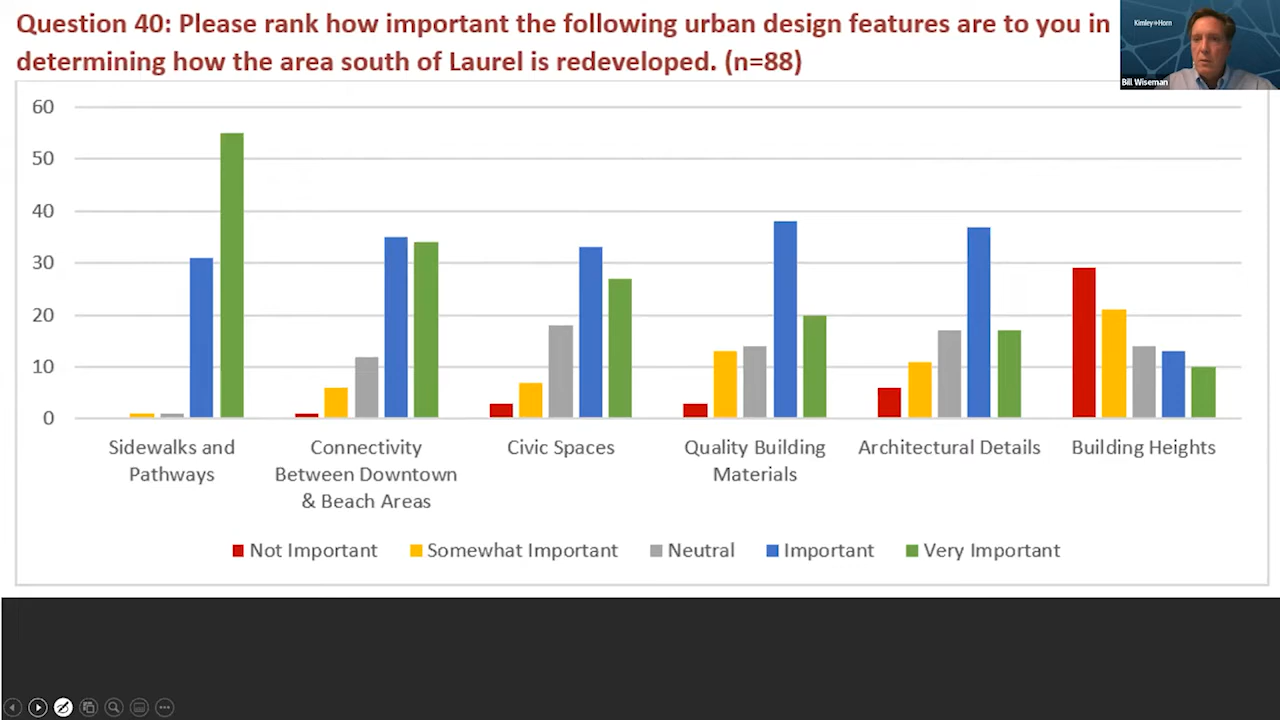 Question 40: Please rank how important the following urban design features are to you in
determining how the area south of Laurel is redeveloped. (n=88)
Kimley»Horn
Bill Wiseman
60
50
40
30
20
10
0
Sidewalks and
Pathways
Connectivity
Between Downtown
& Beach Areas
Civic Spaces
Quality Building
Materials
Architectural Details
Building Heights
Not Important
Somewhat Important
Neutral
Important
Very Important